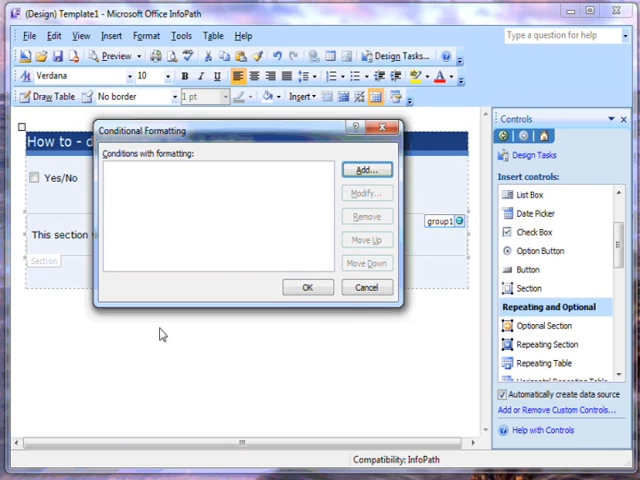 (Design) Template1 - Microsoft Office InfoPath
File Edit View Insert Format Tools Table Help
Type a question for help
Preview
Design Tasks...
Verdana 10 B I U
Draw Table No border 1 pt Insert
Conditional Formatting
Conditions with formatting:
Add...
Modify...
Remove
Move Up
Move Down
OK Cancel
How to - d
Yes/No
This section
group1
Section
Controls
Design Tasks
Insert controls:
List Box
Date Picker
Check Box
Option Button
Button
Section
Repeating and Optional
Optional Section
Repeating Section
Repeating Table
Horizontal Repeating Table
Automatically create data source
Add or Remove Custom Controls...
Help with Controls
Compatibility: InfoPath